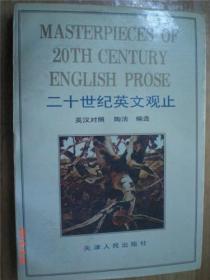 MASTERPIECES OF
20TH CENTURY
ENGLISH PROSE
二十世纪英文观止
英汉对照 陶洁 编选
天津人民出版社